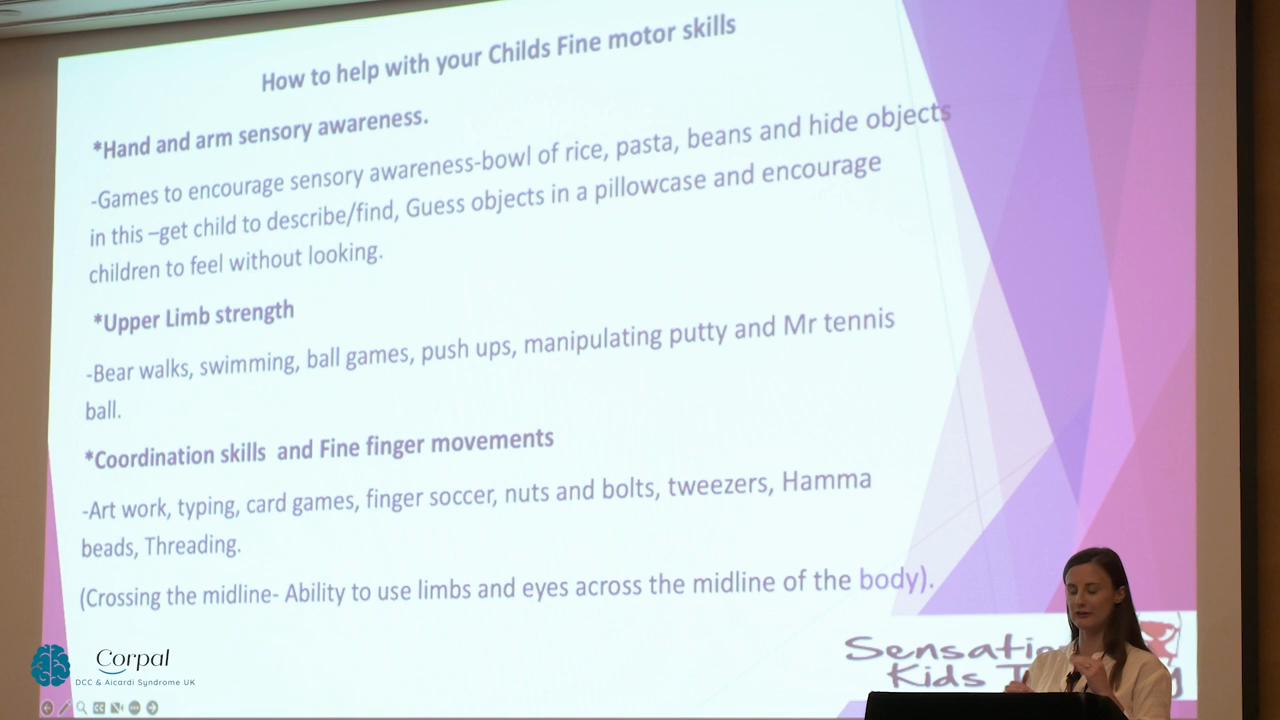 How to help with your Childs Fine motor skills
*Hand and arm sensory awareness.
-Games to encourage sensory awareness-bowl of rice, pasta, beans and hide objects
in this –get child to describe/find, Guess objects in a pillowcase and encourage
children to feel without looking.
*Upper Limb strength
-Bear walks, swimming, ball games, push ups, manipulating putty and Mr tennis
ball.
*Coordination skills and Fine finger movements
-Art work, typing, card games, finger soccer, nuts and bolts, tweezers, Hamma
beads, Threading.
(Crossing the midline- Ability to use limbs and eyes across the midline of the body).
Kids
Corpal
DCC & Aicardi Syndrome UK